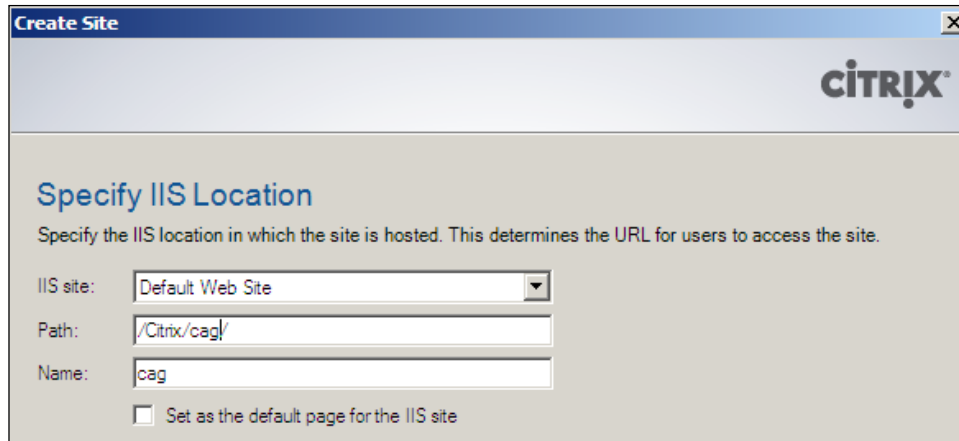 Create Site
CİTRIX®
Specify IIS Location
Specify the IIS location in which the site is hosted. This determines the URL for users to access the site.
IIS site: Default Web Site
Path: /Citrix/cag/
Name: cag
Set as the default page for the IIS site